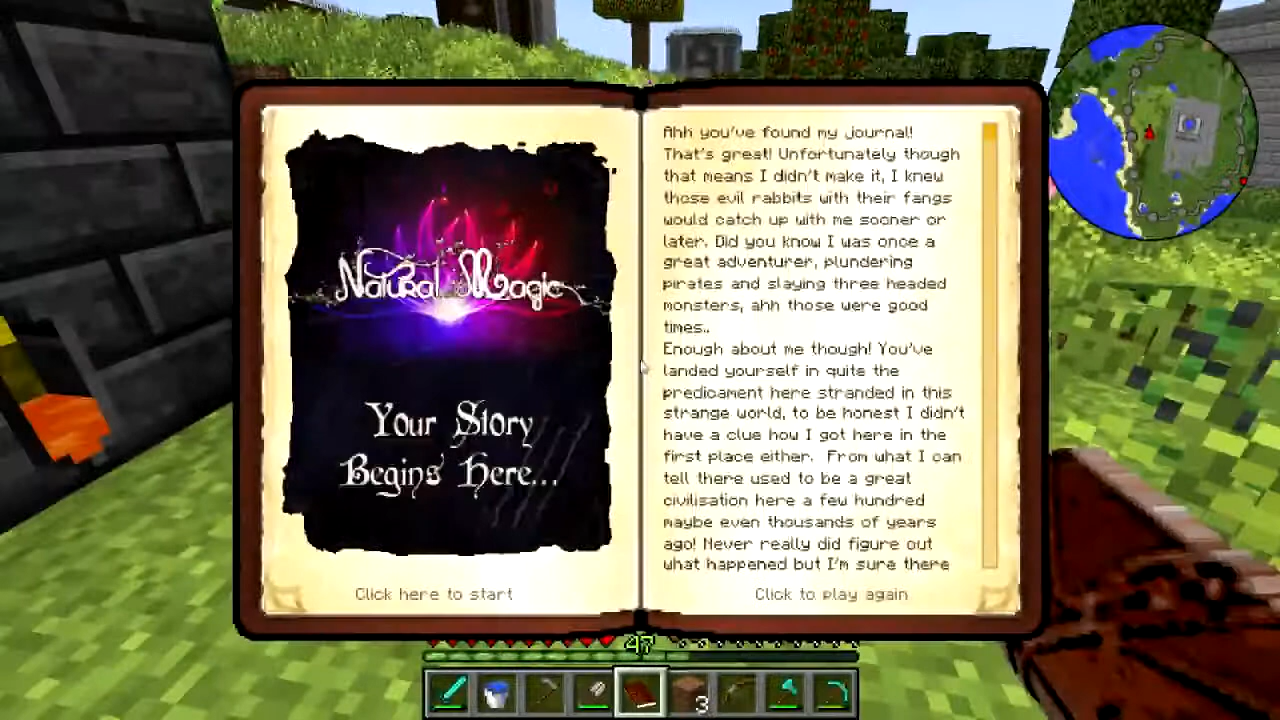 Natural Magic
Your Story
Begins Here...
Click here to start
Ahh you've found my journal!
That's great! Unfortunately though
that means I didn't make it, I knew
those evil rabbits with their fangs
would catch up with me sooner or
later. Did you know I was once a
great adventurer, plundering
pirates and slaying three headed
monsters, ahh those were good
times..
Enough about me though! You've
landed yourself in quite the
predicament here stranded in this
strange world, to be honest I didn't
have a clue how I got here in the
first place either. From what I can
tell there used to be a great
civilisation here a few hundred
maybe even thousands of years
ago! Never really did figure out
what happened but I'm sure there
Click to play again
47
3